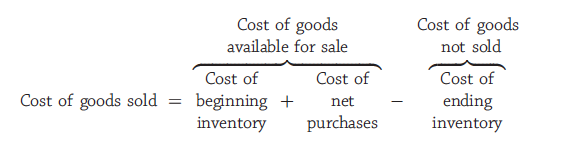 Cost of goods Cost of goods
available for sale not sold
Cost of Cost of Cost of
Cost of goods sold = beginning + net − ending
inventory purchases inventory